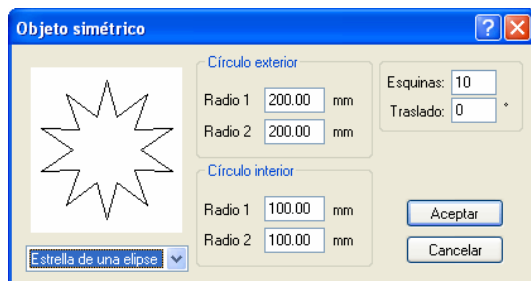 Objeto simétrico
Círculo exterior
Radio 1 200.00 mm
Radio 2 200.00 mm
Esquinas: 10
Traslado: 0 °
Círculo interior
Radio 1 100.00 mm
Radio 2 100.00 mm
Estrella de una elipse
Aceptar
Cancelar